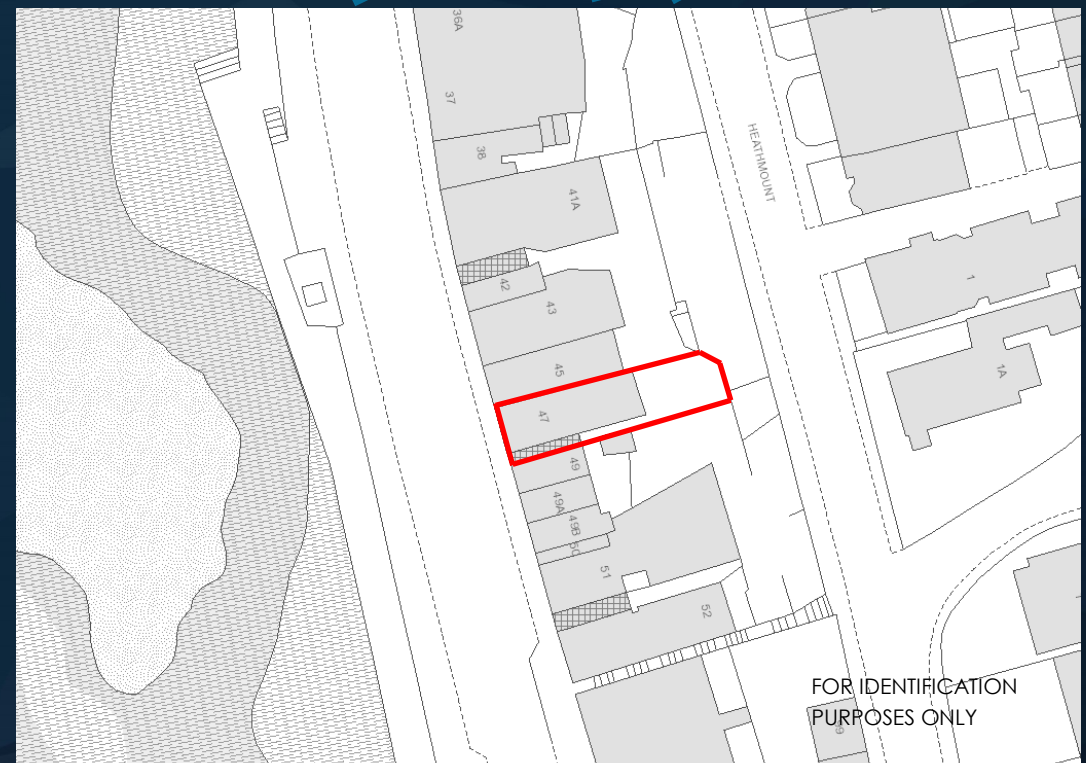 36A
37
38
HEATHMOUNT
41A
42
43
1
45
1A
47
49
49A
49B
50
51
52
FOR IDENTIFICATION
PURPOSES ONLY